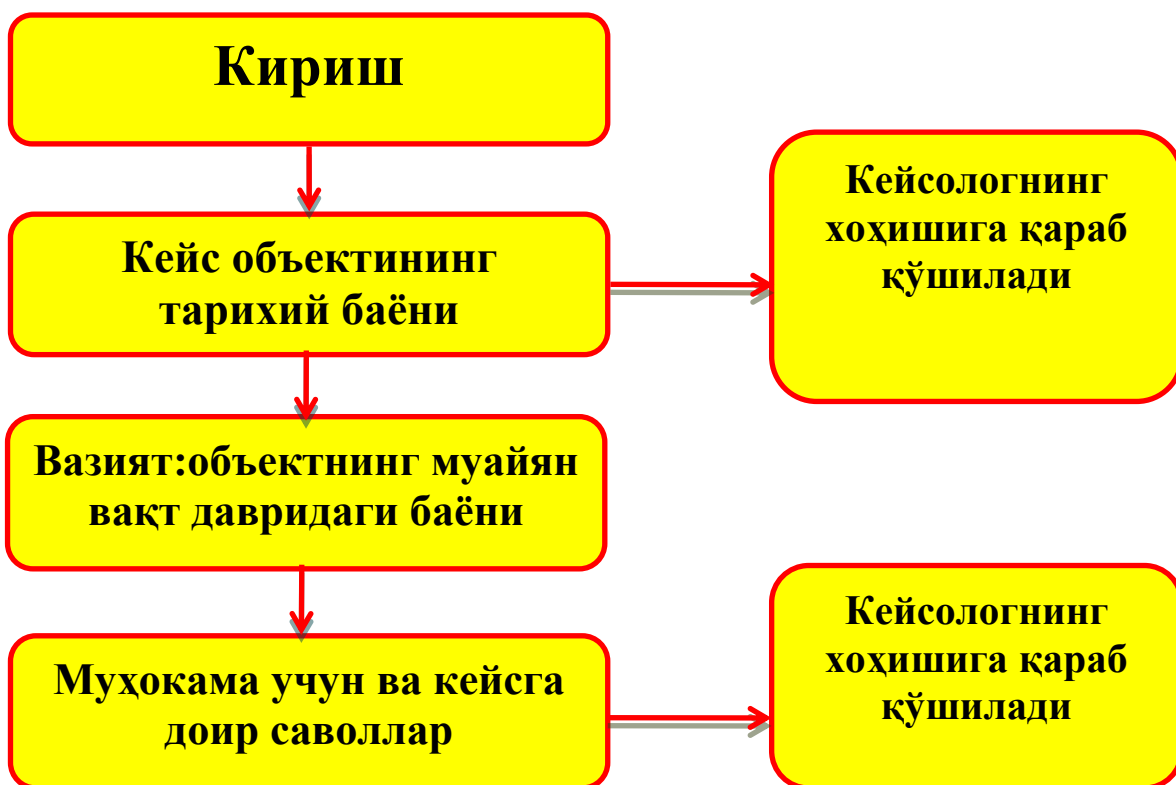 Кириш
Кейс объектининг
тарихий баёни
Кейсологнинг
хоҳишига қараб
қўшилади
Вазият:объектнинг муайян
вақт давридаги баёни
Муҳокама учун ва кейсга
доир саволлар
Кейсологнинг
хоҳишига қараб
қўшилади